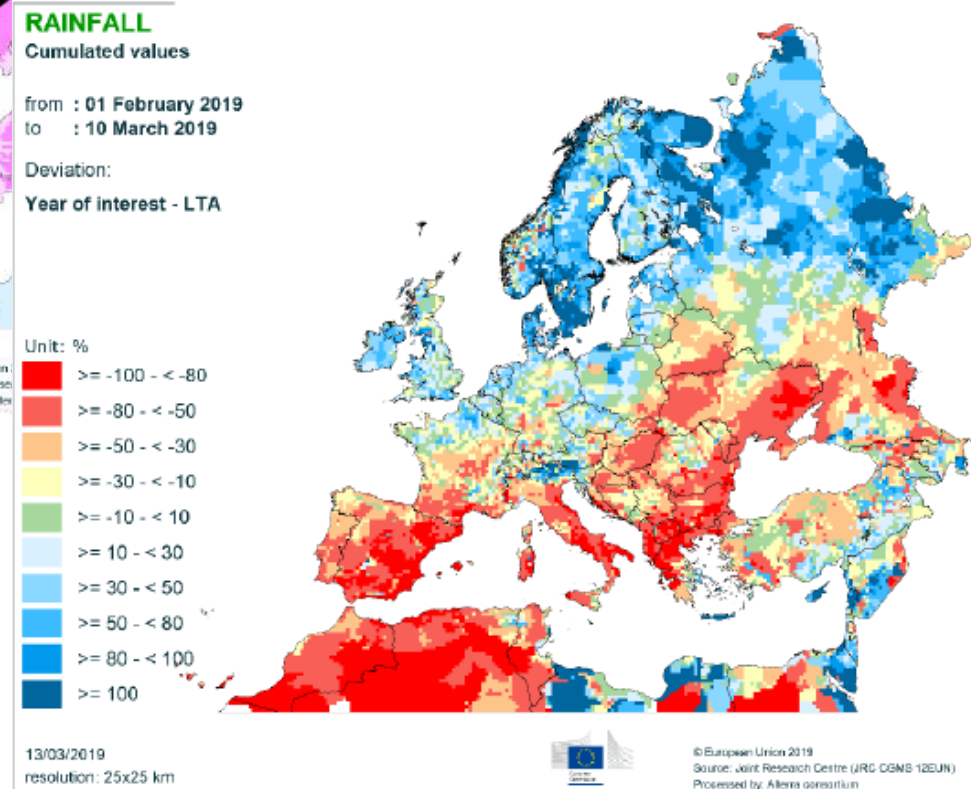 RAINFALL
Cumulated values
from : 01 February 2019
to : 10 March 2019
Deviation:
Year of interest - LTA
Unit: %
>= -100 - < -80
>= -80 - < -50
>= -50 - < -30
>= -30 - < -10
>= -10 - < 10
>= 10 - < 30
>= 30 - < 50
>= 50 - < 80
>= 80 - < 100
>= 100
13/03/2019
resolution: 25x25 km
© European Union 2019
Source: Joint Research Centre (JRC CGMS 12EUN)
Processed by: Alterra consortium